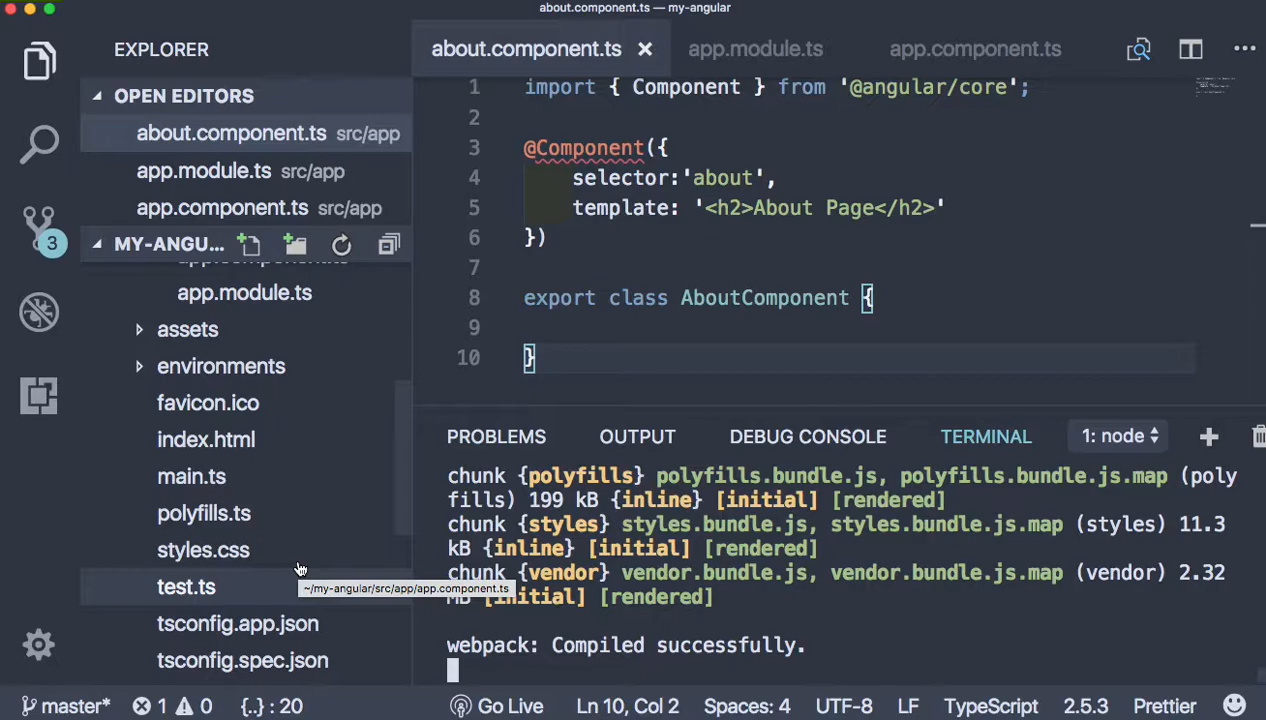 about.component.ts — my-angular
EXPLORER
OPEN EDITORS
about.component.ts src/app
app.module.ts src/app
app.component.ts src/app
MY-ANGU...
app.component.ts
app.module.ts
assets
environments
favicon.ico
index.html
main.ts
polyfills.ts
styles.css
test.ts
tsconfig.app.json
tsconfig.spec.json
3
about.component.ts
app.module.ts
app.component.ts
1 import { Component } from '@angular/core';
2
3 @Component({
4 selector:'about',
5 template: '<h2>About Page</h2>'
6 })
7
8 export class AboutComponent {
9
10 }
PROBLEMS OUTPUT DEBUG CONSOLE TERMINAL 1: node
chunk {polyfills} polyfills.bundle.js, polyfills.bundle.js.map (poly
fills) 199 kB {inline} [initial] [rendered]
chunk {styles} styles.bundle.js, styles.bundle.js.map (styles) 11.3
kB {inline} [initial] [rendered]
chunk {vendor} vendor.bundle.js, vendor.bundle.js.map (vendor) 2.32
MB [initial] [rendered]
~/my-angular/src/app/app.component.ts
webpack: Compiled successfully.
master* 1 0 {..} : 20 Go Live Ln 10, Col 2 Spaces: 4 UTF-8 LF TypeScript 2.5.3 Prettier